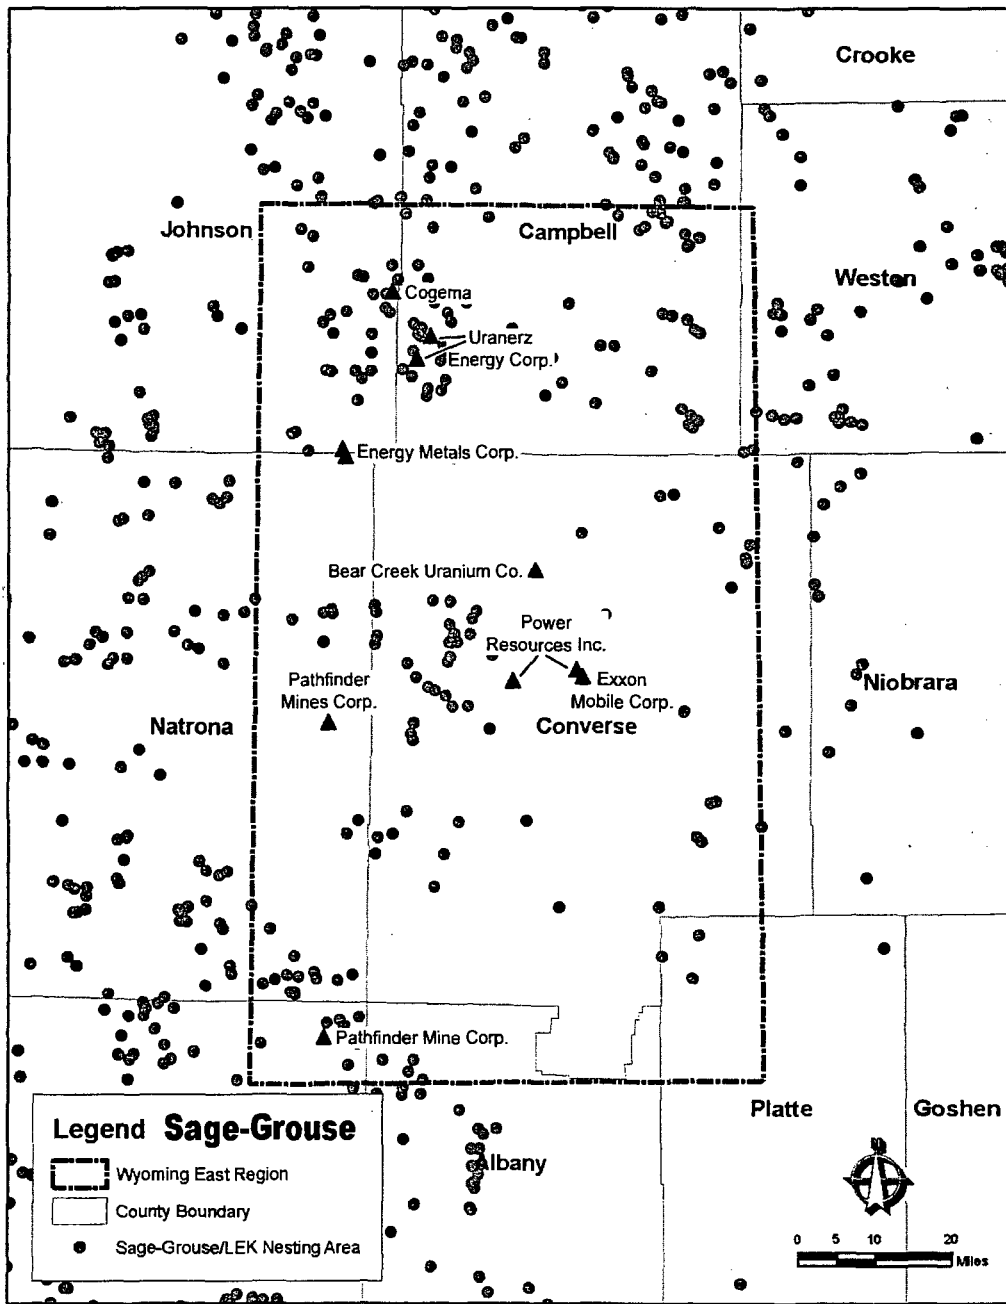 Crooke
Johnson
Campbell
Weston
Cogema
Uranerz
Energy Corp.
Energy Metals Corp.
Bear Creek Uranium Co.
Power
Resources Inc.
Pathfinder
Mines Corp.
Exxon
Mobile Corp.
Niobrara
Natrona
Converse
Pathfinder Mine Corp.
Platte
Goshen
Albany
Legend Sage-Grouse
Wyoming East Region
County Boundary
Sage-Grouse/LEK Nesting Area
0 5 10 20
Miles